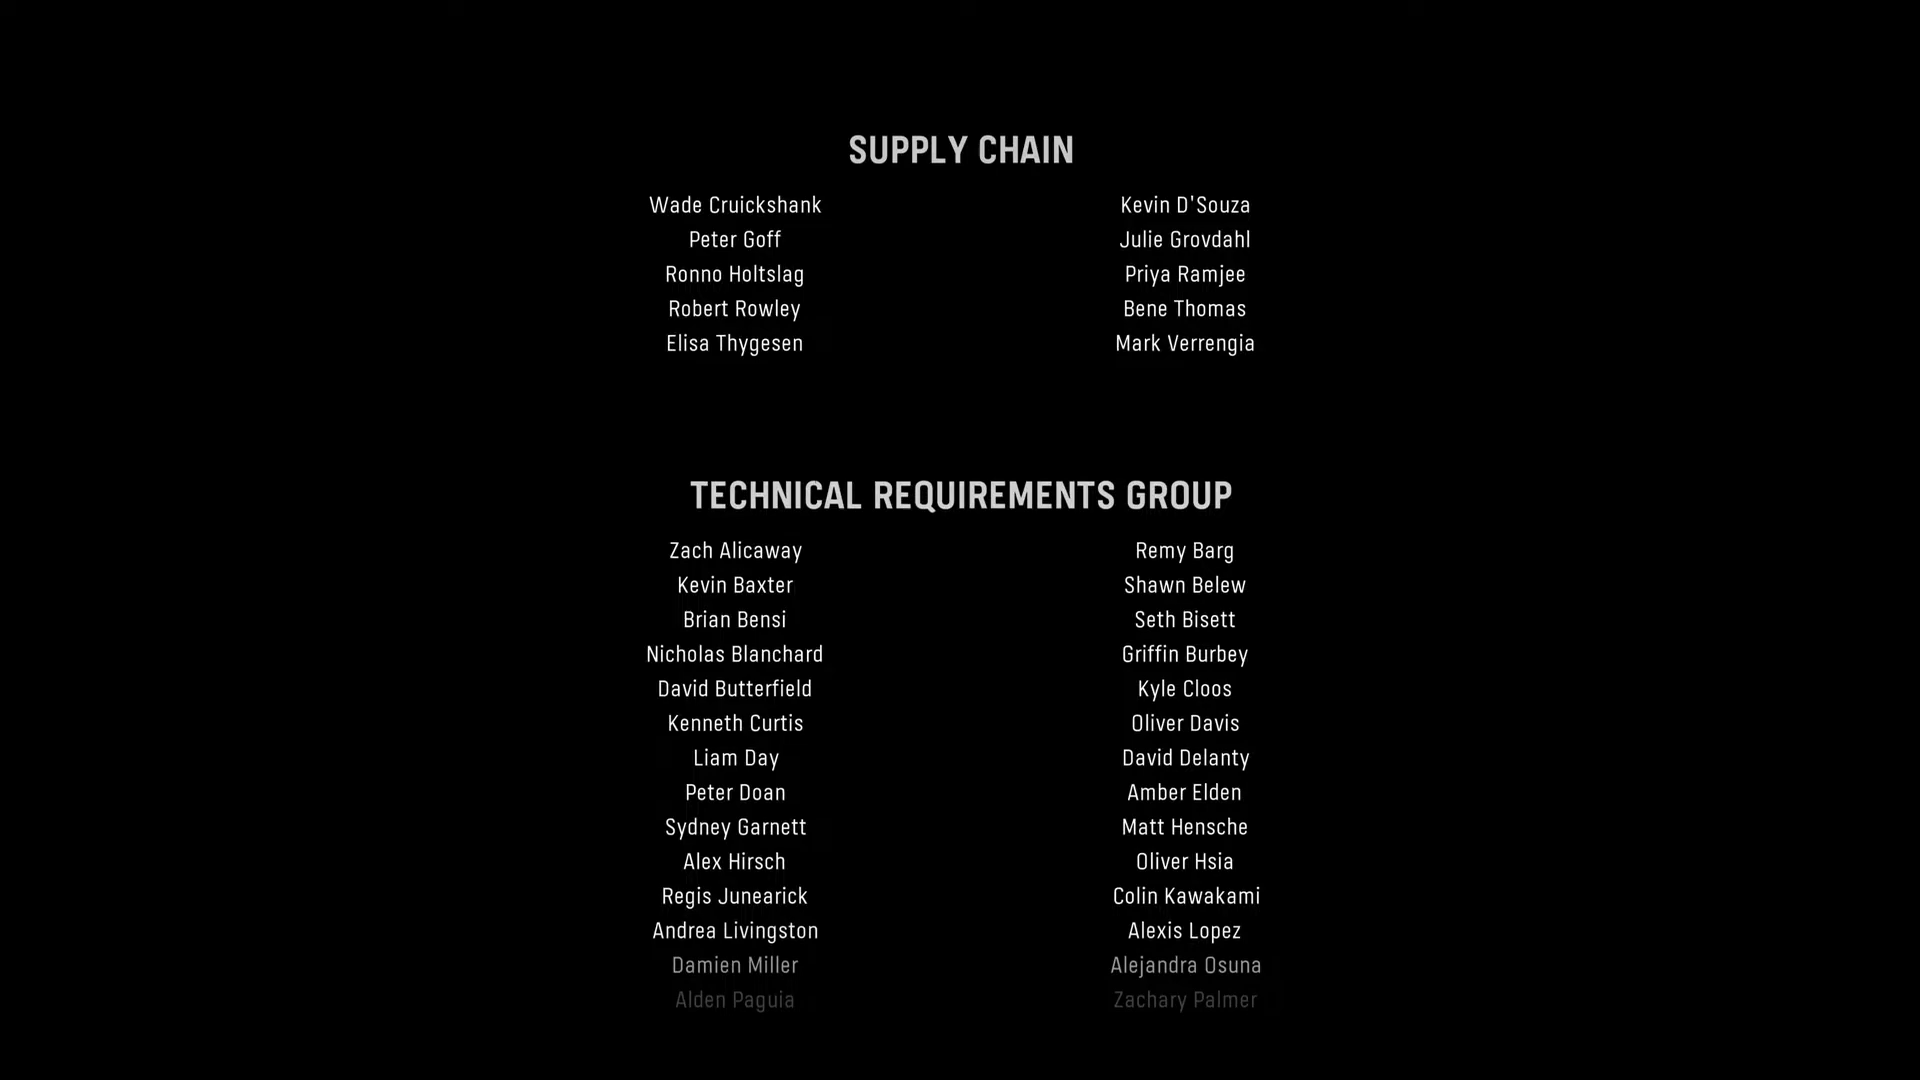 SUPPLY CHAIN
Wade Cruickshank Kevin D'Souza
Peter Goff Julie Grovdahl
Ronno Holtslag Priya Ramjee
Robert Rowley Bene Thomas
Elisa Thygesen Mark Verrengia
TECHNICAL REQUIREMENTS GROUP
Zach Alicaway Remy Barg
Kevin Baxter Shawn Belew
Brian Bensi Seth Bisett
Nicholas Blanchard Griffin Burbey
David Butterfield Kyle Cloos
Kenneth Curtis Oliver Davis
Liam Day David Delanty
Peter Doan Amber Elden
Sydney Garnett Matt Hensche
Alex Hirsch Oliver Hsia
Regis Junearick Colin Kawakami
Andrea Livingston Alexis Lopez
Damien Miller Alejandra Osuna
Alden Paguia Zachary Palmer